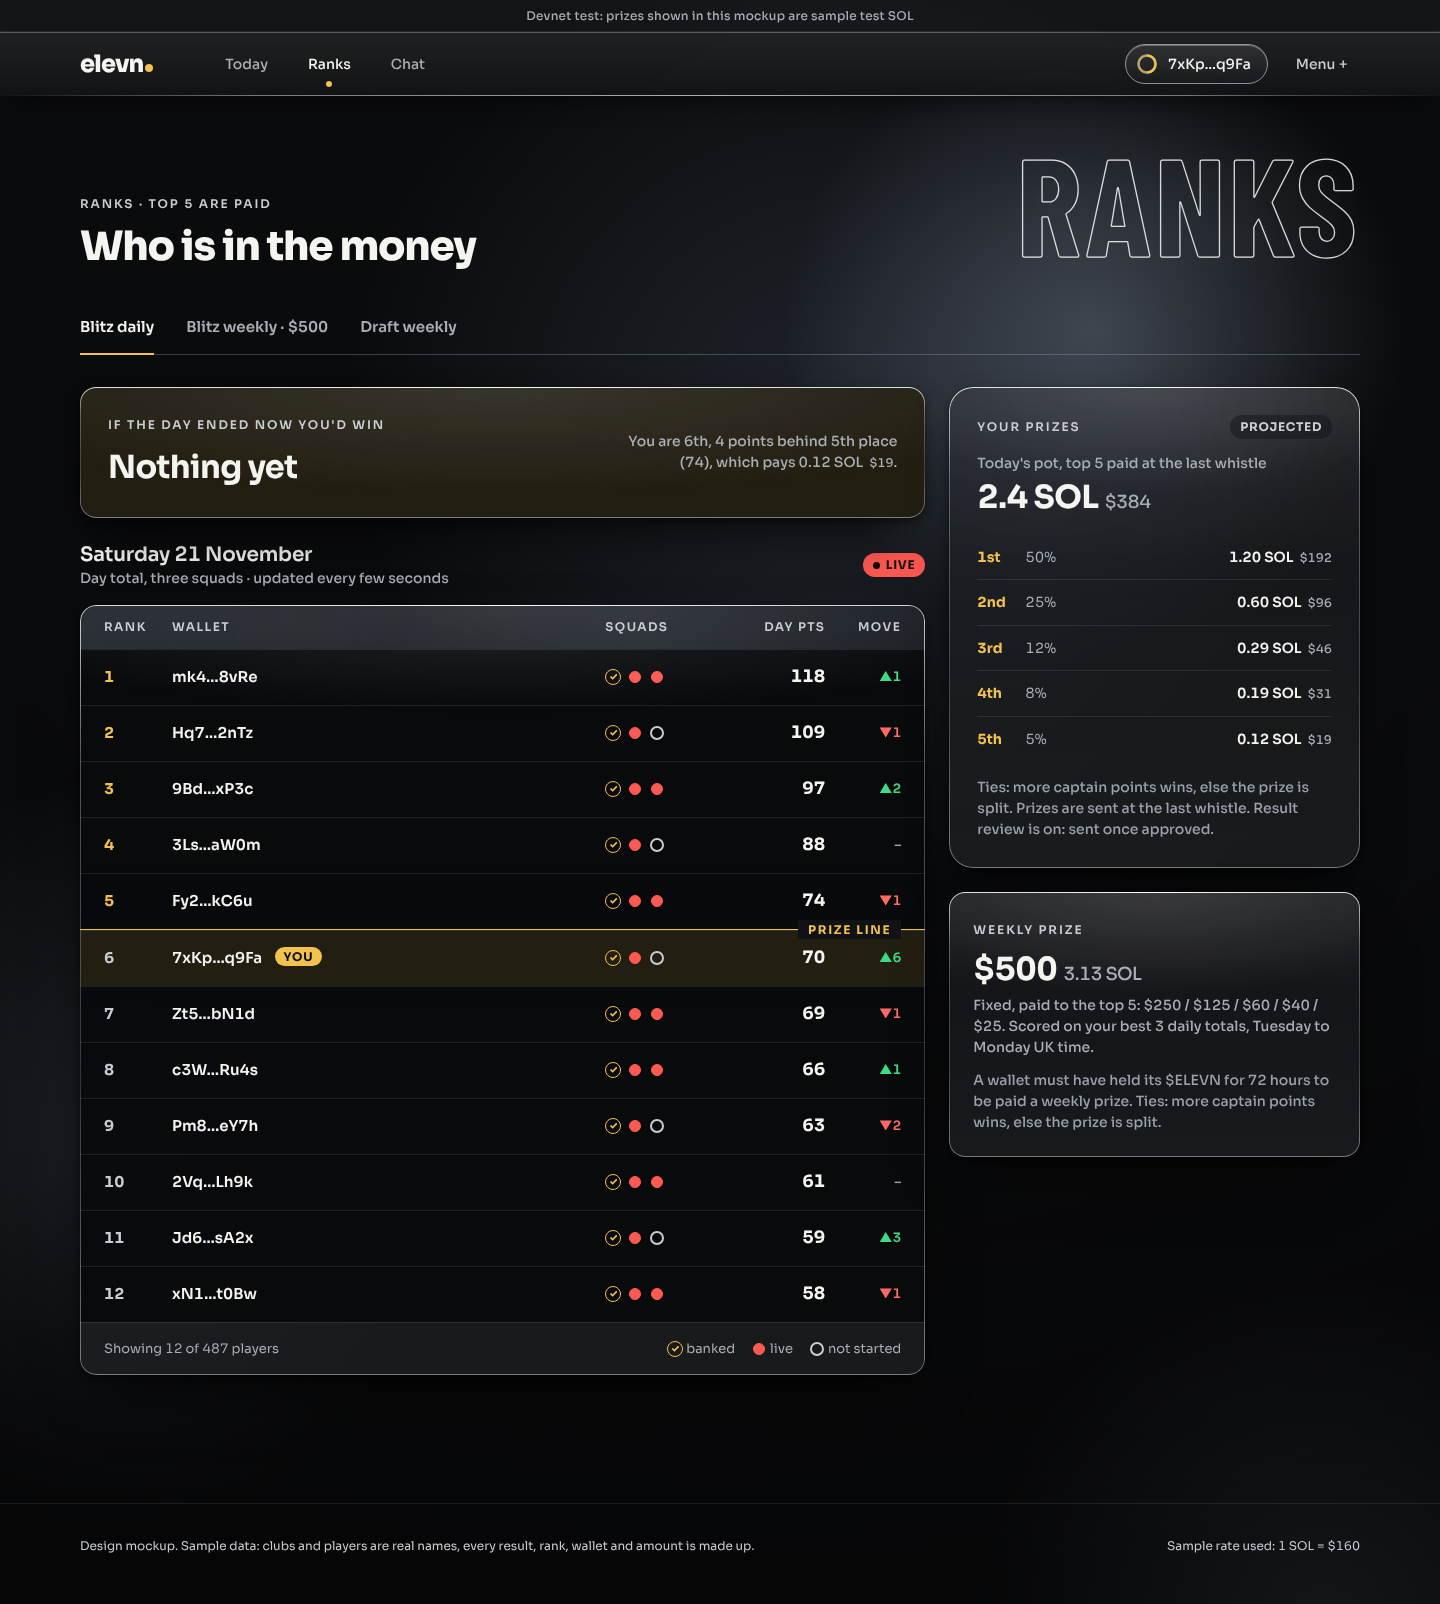 Devnet test: prizes shown in this mockup are sample test SOL
elevn.
Today
Ranks
Chat
7xKp...q9Fa
Menu +
RANKS · TOP 5 ARE PAID
Who is in the money
RANKS
Blitz daily
Blitz weekly · $500
Draft weekly
IF THE DAY ENDED NOW YOU'D WIN
Nothing yet
You are 6th, 4 points behind 5th place
(74), which pays 0.12 SOL $19.
Saturday 21 November
Day total, three squads · updated every few seconds
LIVE
RANK WALLET SQUADS DAY PTS MOVE
1 mk4...8vRe 118 ▲1
2 Hq7...2nTz 109 ▼1
3 9Bd...xP3c 97 ▲2
4 3Ls...aW0m 88 –
5 Fy2...kC6u 74 ▼1
PRIZE LINE
6 7xKp...q9Fa YOU 70 ▲6
7 Zt5...bN1d 69 ▼1
8 c3W...Ru4s 66 ▲1
9 Pm8...eY7h 63 ▼2
10 2Vq...Lh9k 61 –
11 Jd6...sA2x 59 ▲3
12 xN1...t0Bw 58 ▼1
Showing 12 of 487 players
banked live not started
YOUR PRIZES
PROJECTED
Today's pot, top 5 paid at the last whistle
2.4 SOL $384
1st 50% 1.20 SOL $192
2nd 25% 0.60 SOL $96
3rd 12% 0.29 SOL $46
4th 8% 0.19 SOL $31
5th 5% 0.12 SOL $19
Ties: more captain points wins, else the prize is
split. Prizes are sent at the last whistle. Result
review is on: sent once approved.
WEEKLY PRIZE
$500 3.13 SOL
Fixed, paid to the top 5: $250 / $125 / $60 / $40 /
$25. Scored on your best 3 daily totals, Tuesday to
Monday UK time.
A wallet must have held its $ELEVN for 72 hours to
be paid a weekly prize. Ties: more captain points
wins, else the prize is split.
Design mockup. Sample data: clubs and players are real names, every result, rank, wallet and amount is made up.
Sample rate used: 1 SOL = $160